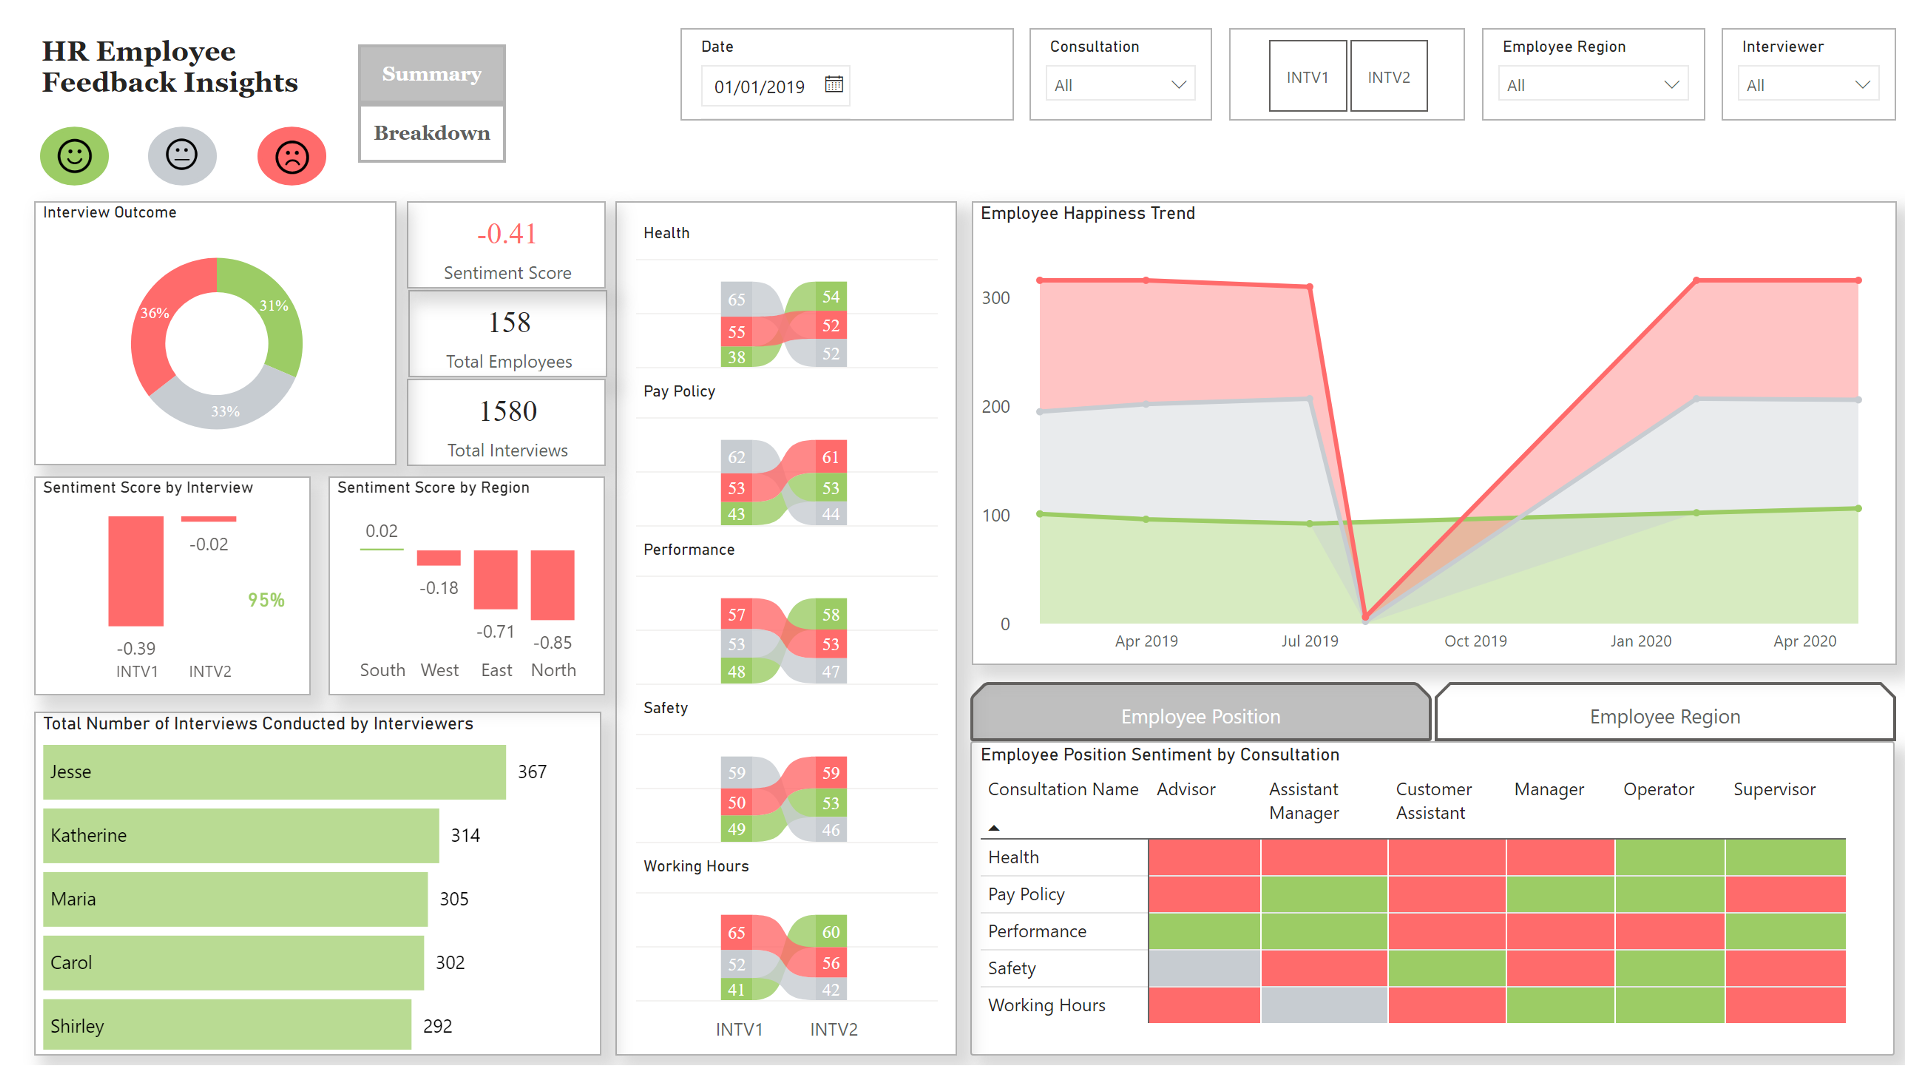 HR Employee
Feedback Insights
Summary
Breakdown
Date
01/01/2019
Consultation
All
INTV1
INTV2
Employee Region
All
Interviewer
All
Interview Outcome
36%
31%
33%
-0.41
Sentiment Score
158
Total Employees
1580
Total Interviews
Sentiment Score by Interview
-0.02
95%
-0.39
INTV1
INTV2
Sentiment Score by Region
0.02
-0.18
-0.71
-0.85
South
West
East
North
Total Number of Interviews Conducted by Interviewers
Jesse
367
Katherine
314
Maria
305
Carol
302
Shirley
292
Health
65
54
55
52
38
52
Pay Policy
62
61
53
53
43
44
Performance
57
58
53
53
48
47
Safety
59
59
50
53
49
46
Working Hours
65
60
52
56
41
42
INTV1
INTV2
Employee Happiness Trend
300
200
100
0
Apr 2019
Jul 2019
Oct 2019
Jan 2020
Apr 2020
Employee Position
Employee Region
Employee Position Sentiment by Consultation
Consultation Name
Advisor
Assistant
Manager
Customer
Assistant
Manager
Operator
Supervisor
Health
Pay Policy
Performance
Safety
Working Hours